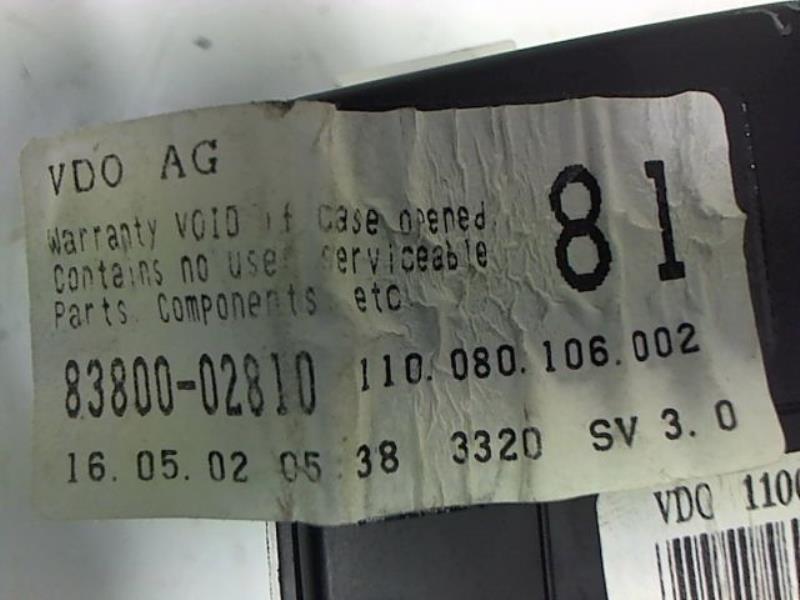 VDO AG
81
Warranty VOID if case opened.
Contains no user serviceable
Parts. Components. etc
83800-02810 110.080.106.002
16.05.02 05 38 3320 SV 3.0
VDO 1100